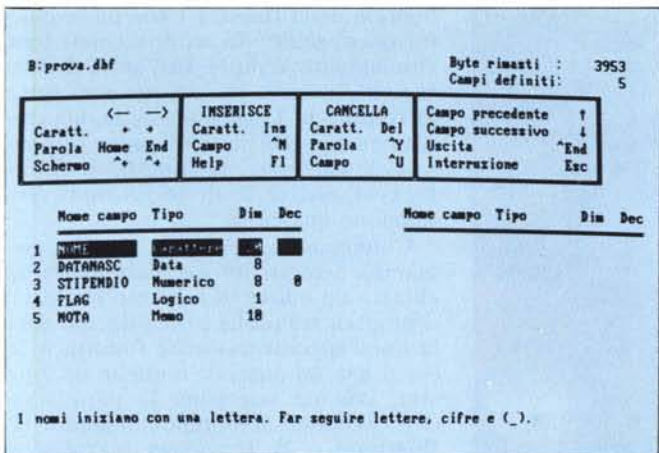 B:prova.dbf Byte rimasti : 3953
Campi definiti: 5
<-- --> INSERISCE CANCELLA Campo precedente ↑
Caratt. ← → Caratt. Ins Caratt. Del Campo successivo ↓
Parola Home End Campo ^N Parola ^Y Uscita ^End
Schermo ^← ^→ Help F1 Campo ^U Interruzione Esc
Nome campo Tipo Dim Dec Nome campo Tipo Dim Dec
1 NOME Carattere
2 DATANASC Data 8
3 STIPENDIO Numerico 8 0
4 FLAG Logico 1
5 NOTA Memo 10
I nomi iniziano con una lettera. Far seguire lettere, cifre e (_).